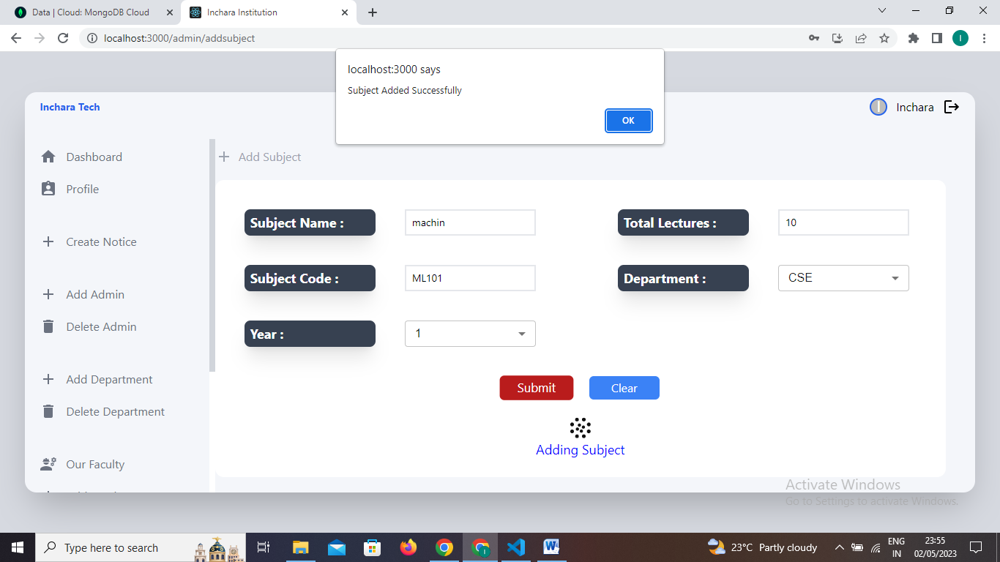 Data | Cloud: MongoDB Cloud
Inchara Institution
localhost:3000/admin/addsubject
I
localhost:3000 says
Subject Added Successfully
OK
Inchara Tech
I
Inchara
Dashboard
Profile
Create Notice
Add Admin
Delete Admin
Add Department
Delete Department
Our Faculty
Add Subject
Subject Name :
machin
Total Lectures :
10
Subject Code :
ML101
Department :
CSE
Year :
1
Submit
Clear
Adding Subject
Activate Windows
Go to Settings to activate Windows.
Type here to search
23°C Partly cloudy
ENG
IN
23:55
02/05/2023